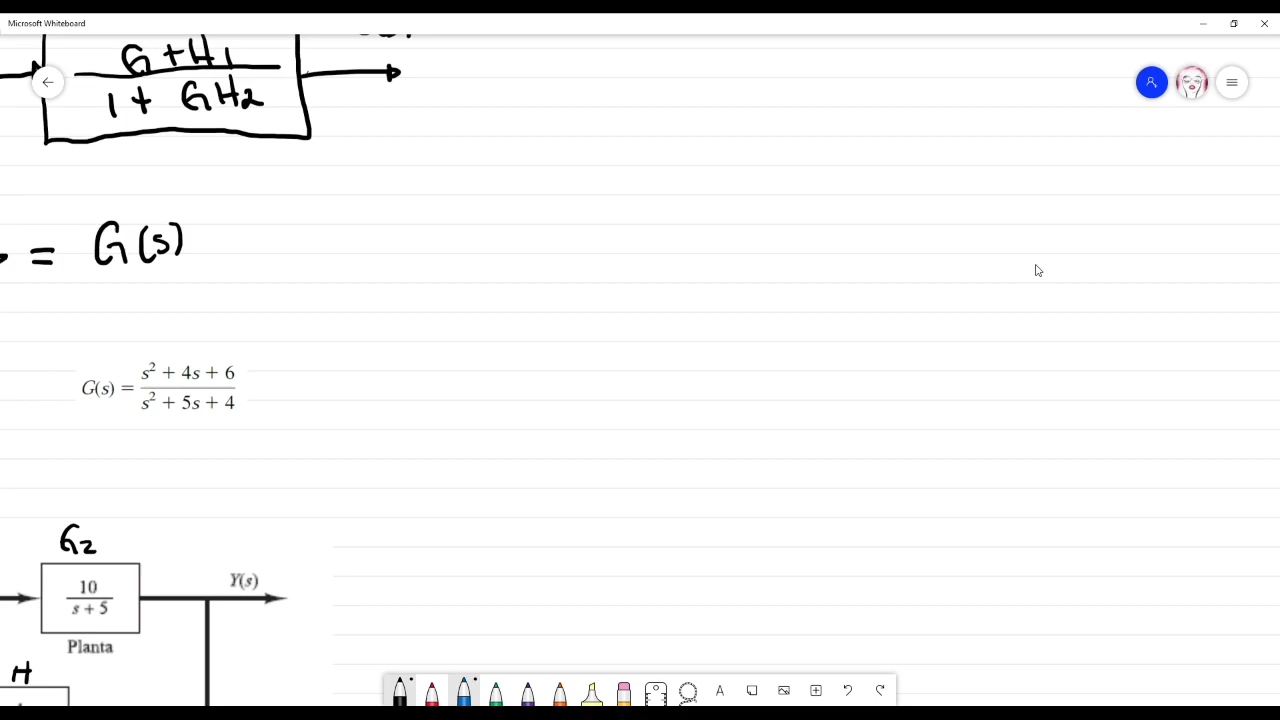 Microsoft Whiteboard
G + H1
1 + GH2
= G(s)
G(s) = s² + 4s + 6
s² + 5s + 4
G2
10
s + 5
Y(s)
Planta
H
A